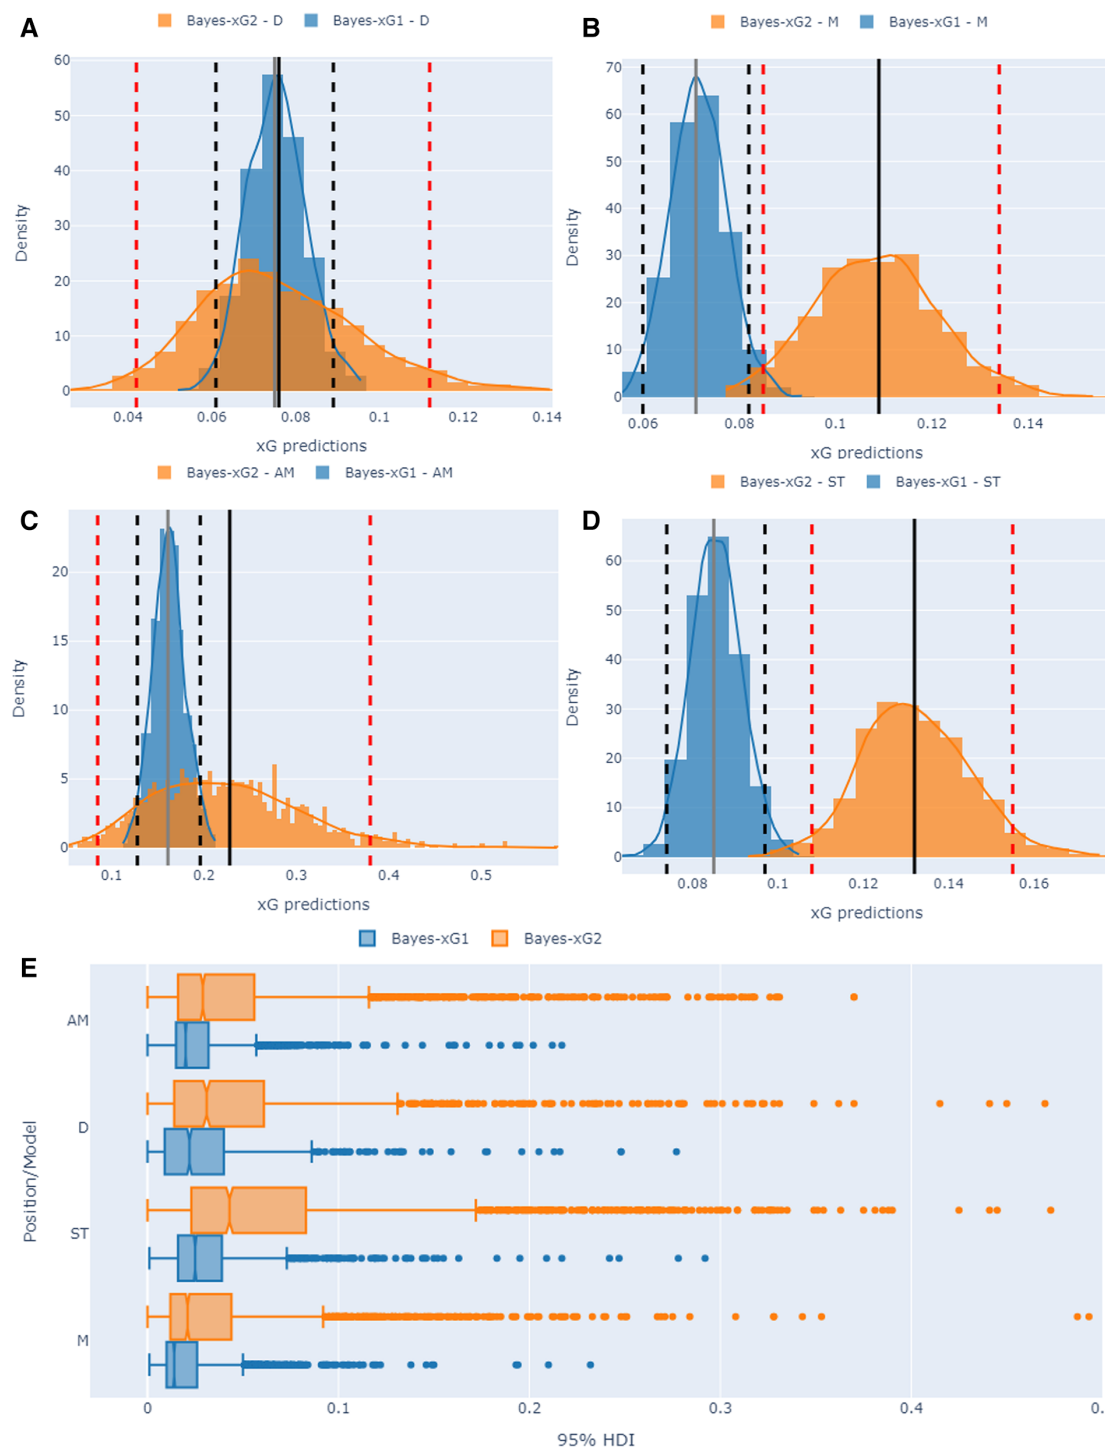 A
Bayes-xG2 - D Bayes-xG1 - D
60
50
40
30
20
10
0
Density
0.04 0.06 0.08 0.1 0.12 0.14
xG predictions
B
Bayes-xG2 - M Bayes-xG1 - M
70
60
50
40
30
20
10
0
Density
0.06 0.08 0.1 0.12 0.14
xG predictions
C
Bayes-xG2 - AM Bayes-xG1 - AM
20
15
10
5
0
Density
0.1 0.2 0.3 0.4 0.5
xG predictions
D
Bayes-xG2 - ST Bayes-xG1 - ST
60
50
40
30
20
10
0
Density
0.08 0.1 0.12 0.14 0.16
xG predictions
E
Bayes-xG1 Bayes-xG2
AM
D
ST
M
Position/Model
0 0.1 0.2 0.3 0.4 0.
95% HDI